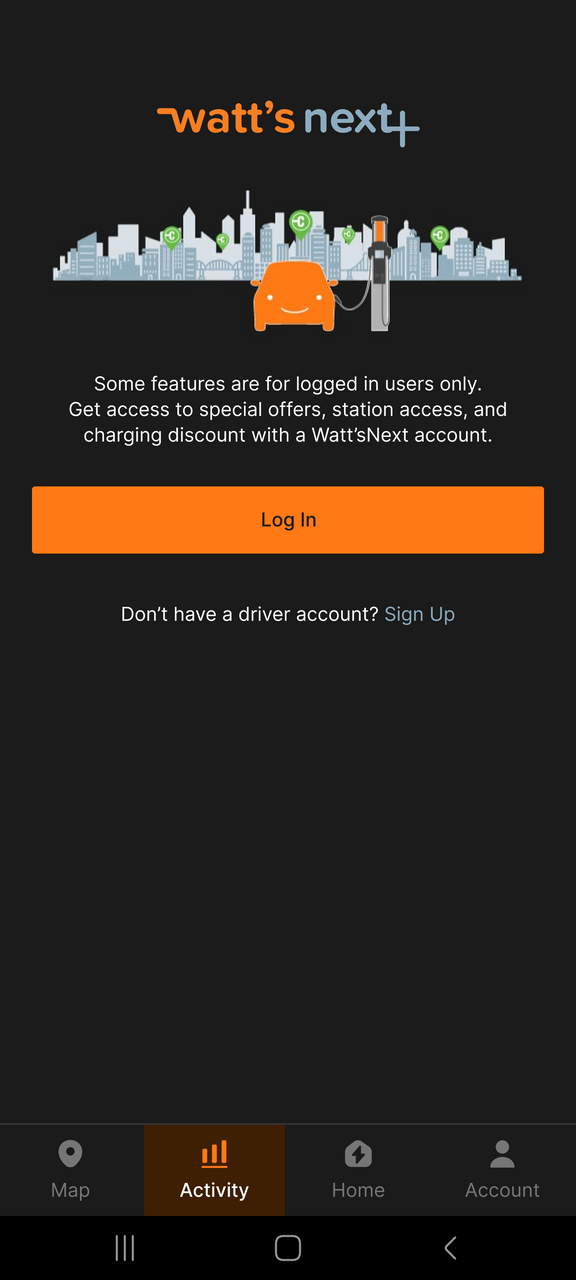 watt's next+
Some features are for logged in users only.
Get access to special offers, station access, and
charging discount with a Watt’sNext account.
Log In
Don’t have a driver account? Sign Up
Map
Activity
Home
Account